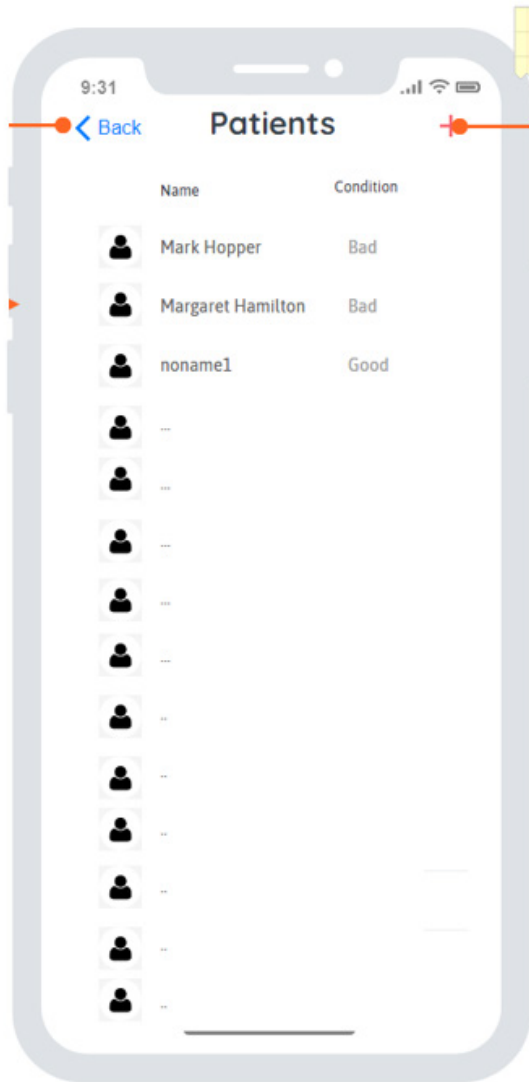 9:31
Back Patients +
Name Condition
Mark Hopper Bad
Margaret Hamilton Bad
noname1 Good
...
...
...
...
...
..
..
..
..
..
..